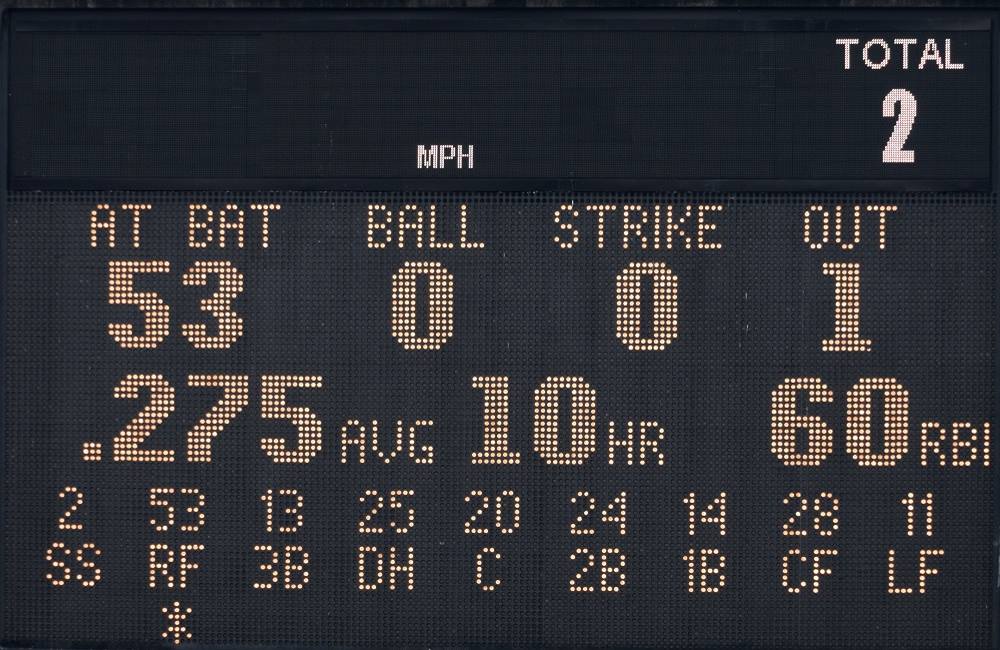 TOTAL
2
MPH
AT BAT BALL STRIKE OUT
53 0 0 1
.275 AVG 10 HR 60 RBI
2 53 13 25 20 24 14 28 11
SS RF 3B DH C 2B 1B CF LF
*